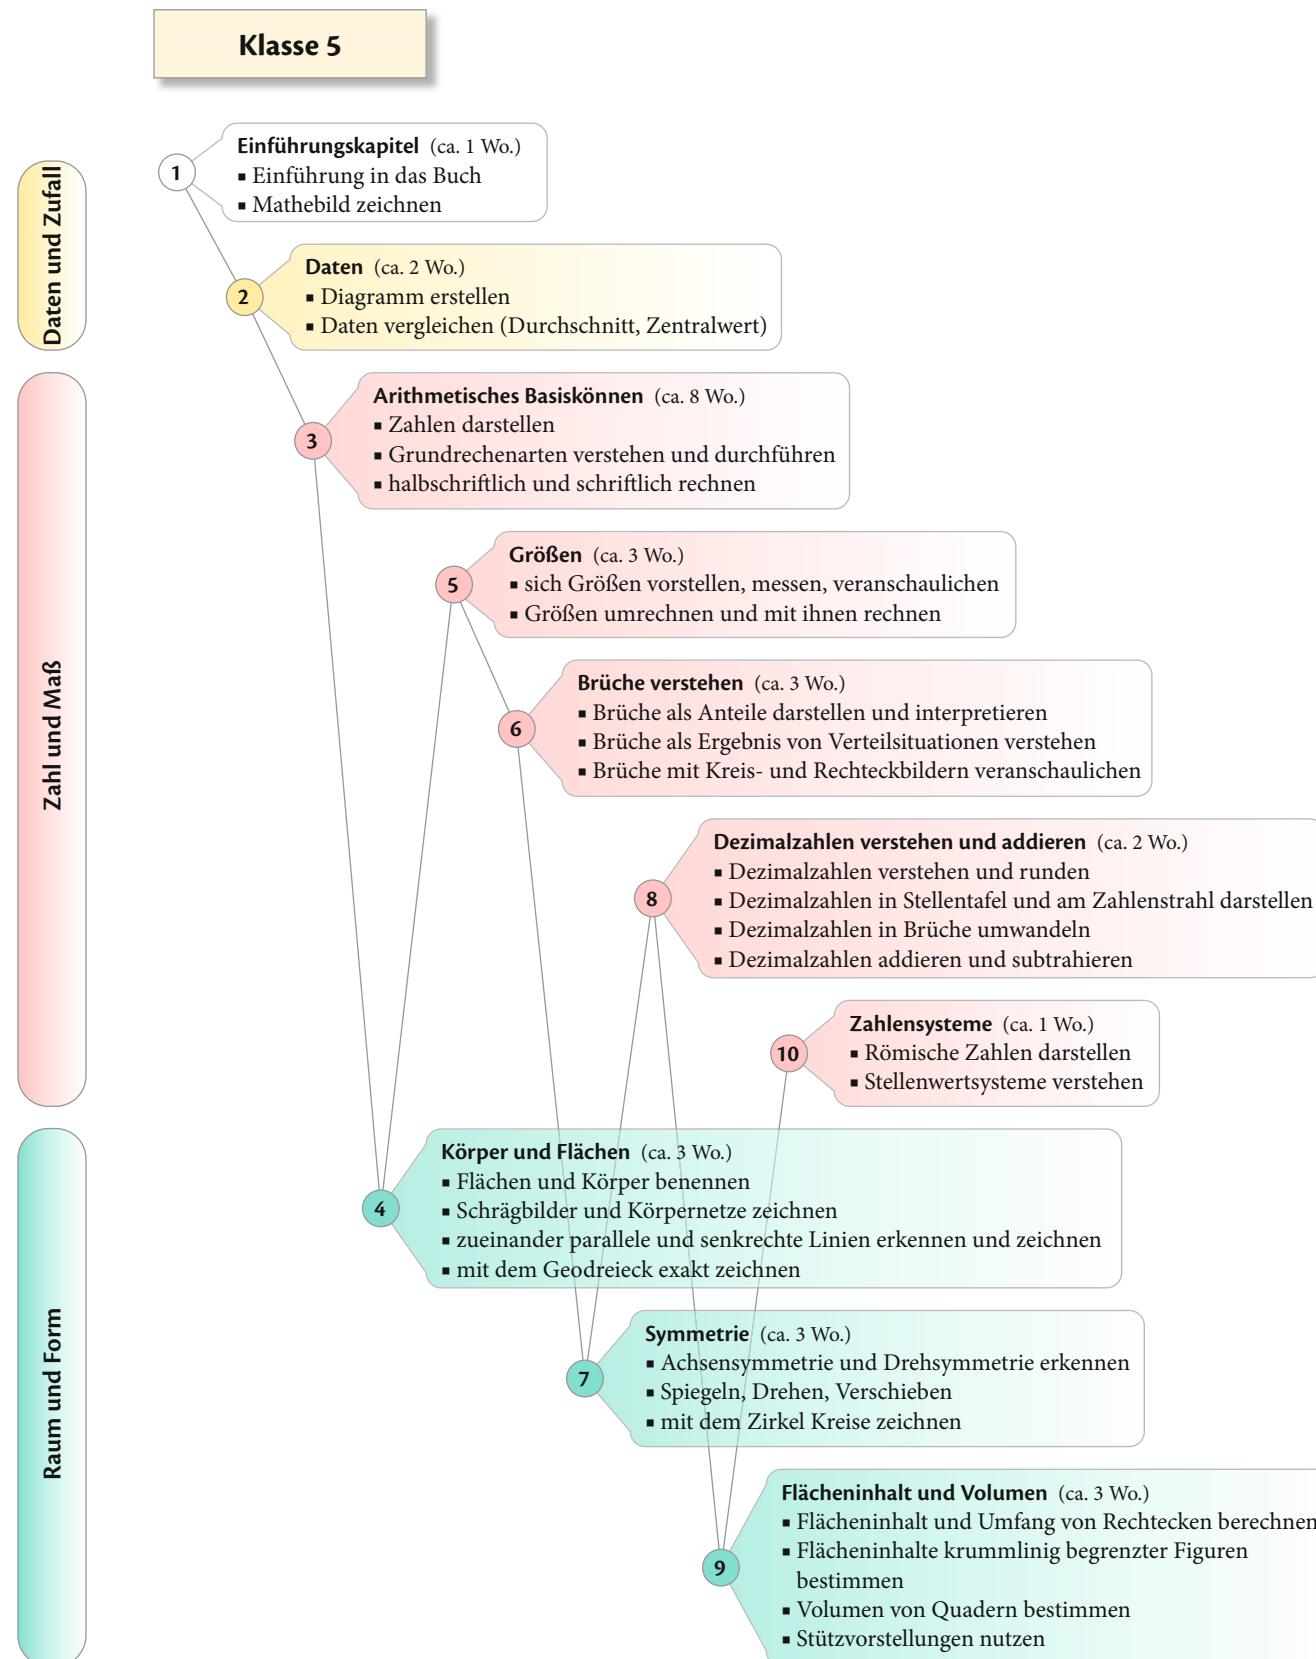 Klasse 5
Daten und Zufall
1
Einführungskapitel (ca. 1 Wo.)
▪ Einführung in das Buch
▪ Mathebild zeichnen
2
Daten (ca. 2 Wo.)
▪ Diagramm erstellen
▪ Daten vergleichen (Durchschnitt, Zentralwert)
Zahl und Maß
3
Arithmetisches Basiskönnen (ca. 8 Wo.)
▪ Zahlen darstellen
▪ Grundrechenarten verstehen und durchführen
▪ halbschriftlich und schriftlich rechnen
5
Größen (ca. 3 Wo.)
▪ sich Größen vorstellen, messen, veranschaulichen
▪ Größen umrechnen und mit ihnen rechnen
6
Brüche verstehen (ca. 3 Wo.)
▪ Brüche als Anteile darstellen und interpretieren
▪ Brüche als Ergebnis von Verteilsituationen verstehen
▪ Brüche mit Kreis- und Rechteckbildern veranschaulichen
8
Dezimalzahlen verstehen und addieren (ca. 2 Wo.)
▪ Dezimalzahlen verstehen und runden
▪ Dezimalzahlen in Stellentafel und am Zahlenstrahl darstellen
▪ Dezimalzahlen in Brüche umwandeln
▪ Dezimalzahlen addieren und subtrahieren
10
Zahlensysteme (ca. 1 Wo.)
▪ Römische Zahlen darstellen
▪ Stellenwertsysteme verstehen
Raum und Form
4
Körper und Flächen (ca. 3 Wo.)
▪ Flächen und Körper benennen
▪ Schrägbilder und Körpernetze zeichnen
▪ zueinander parallele und senkrechte Linien erkennen und zeichnen
▪ mit dem Geodreieck exakt zeichnen
7
Symmetrie (ca. 3 Wo.)
▪ Achsensymmetrie und Drehsymmetrie erkennen
▪ Spiegeln, Drehen, Verschieben
▪ mit dem Zirkel Kreise zeichnen
9
Flächeninhalt und Volumen (ca. 3 Wo.)
▪ Flächeninhalt und Umfang von Rechtecken berechnen
▪ Flächeninhalte krummlinig begrenzter Figuren
bestimmen
▪ Volumen von Quadern bestimmen
▪ Stützvorstellungen nutzen